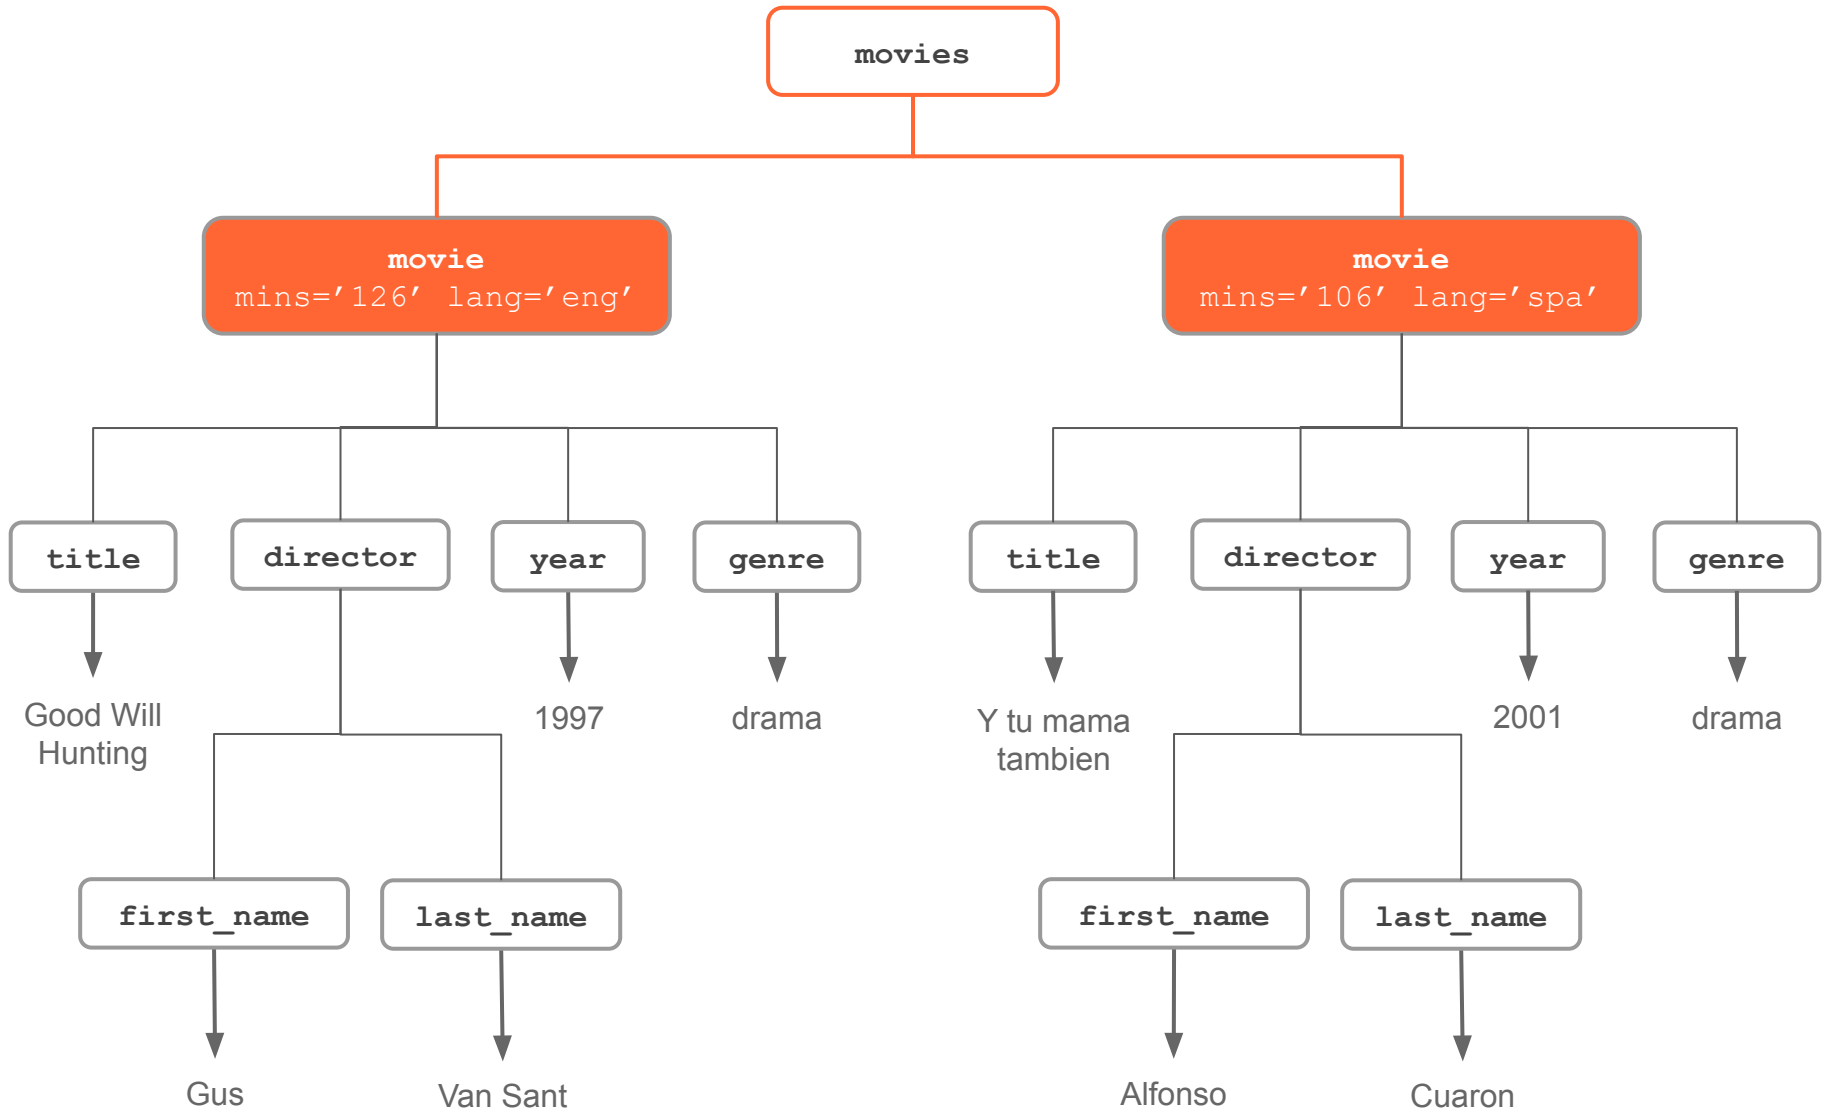 movies
movie
mins=’126’ lang=’eng’
movie
mins=’106’ lang=’spa’
title
director
year
genre
title
director
year
genre
Good Will
Hunting
1997
drama
Y tu mama
tambien
2001
drama
first_name
last_name
first_name
last_name
Gus
Van Sant
Alfonso
Cuaron